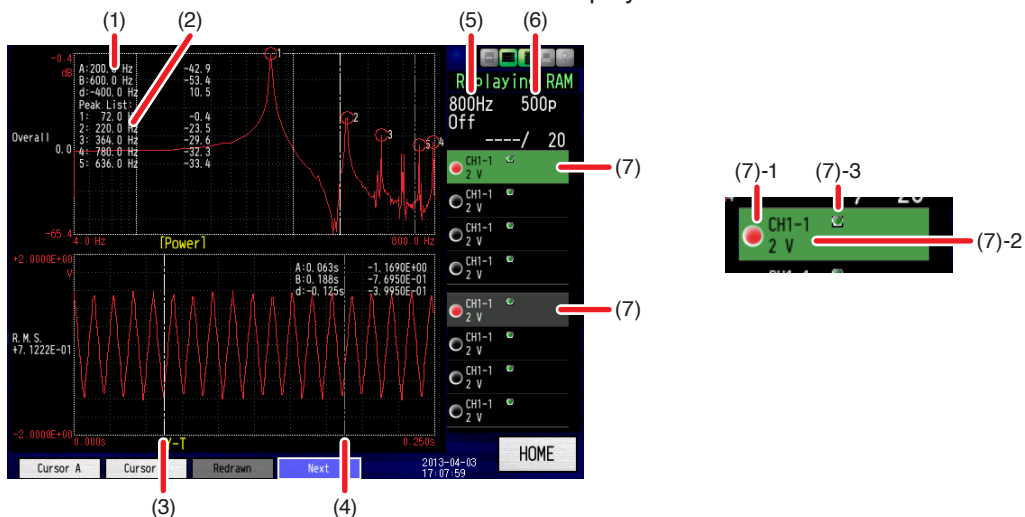 (1) (2) (5) (6)
-0.4
dB
A:200.0 Hz -42.9
B:600.0 Hz -53.4
d:-400.0 Hz 10.5
Peak List:
1: 72.0 Hz -0.4
2: 220.0 Hz -23.5
3: 364.0 Hz -29.6
4: 780.0 Hz -32.3
5: 636.0 Hz -33.4
1
2
3
5 4
Overall
0.0
-65.4
4.0 Hz [Power] 800.0 Hz
Replaying RAM
800Hz 500p
Off
----/ 20
CH1-1
2 V
(7)
CH1-1
2 V
CH1-1
2 V
CH1-1
2 V
CH1-1
2 V
(7)
CH1-1
2 V
CH1-1
2 V
CH1-1
2 V
+2.0000E+00
V
A:0.063s -1.1690E+00
B:0.188s -7.6950E-01
d:-0.125s -3.9950E-01
R.M.S.
+7.1222E-01
-2.0000E+00
0.000s Y-T 0.250s
HOME
Cursor A Cursor Redrawn Next 2013-04-03
17:07:59
(3) (4)
(7)-1 (7)-3
CH1-1
2 V
(7)-2